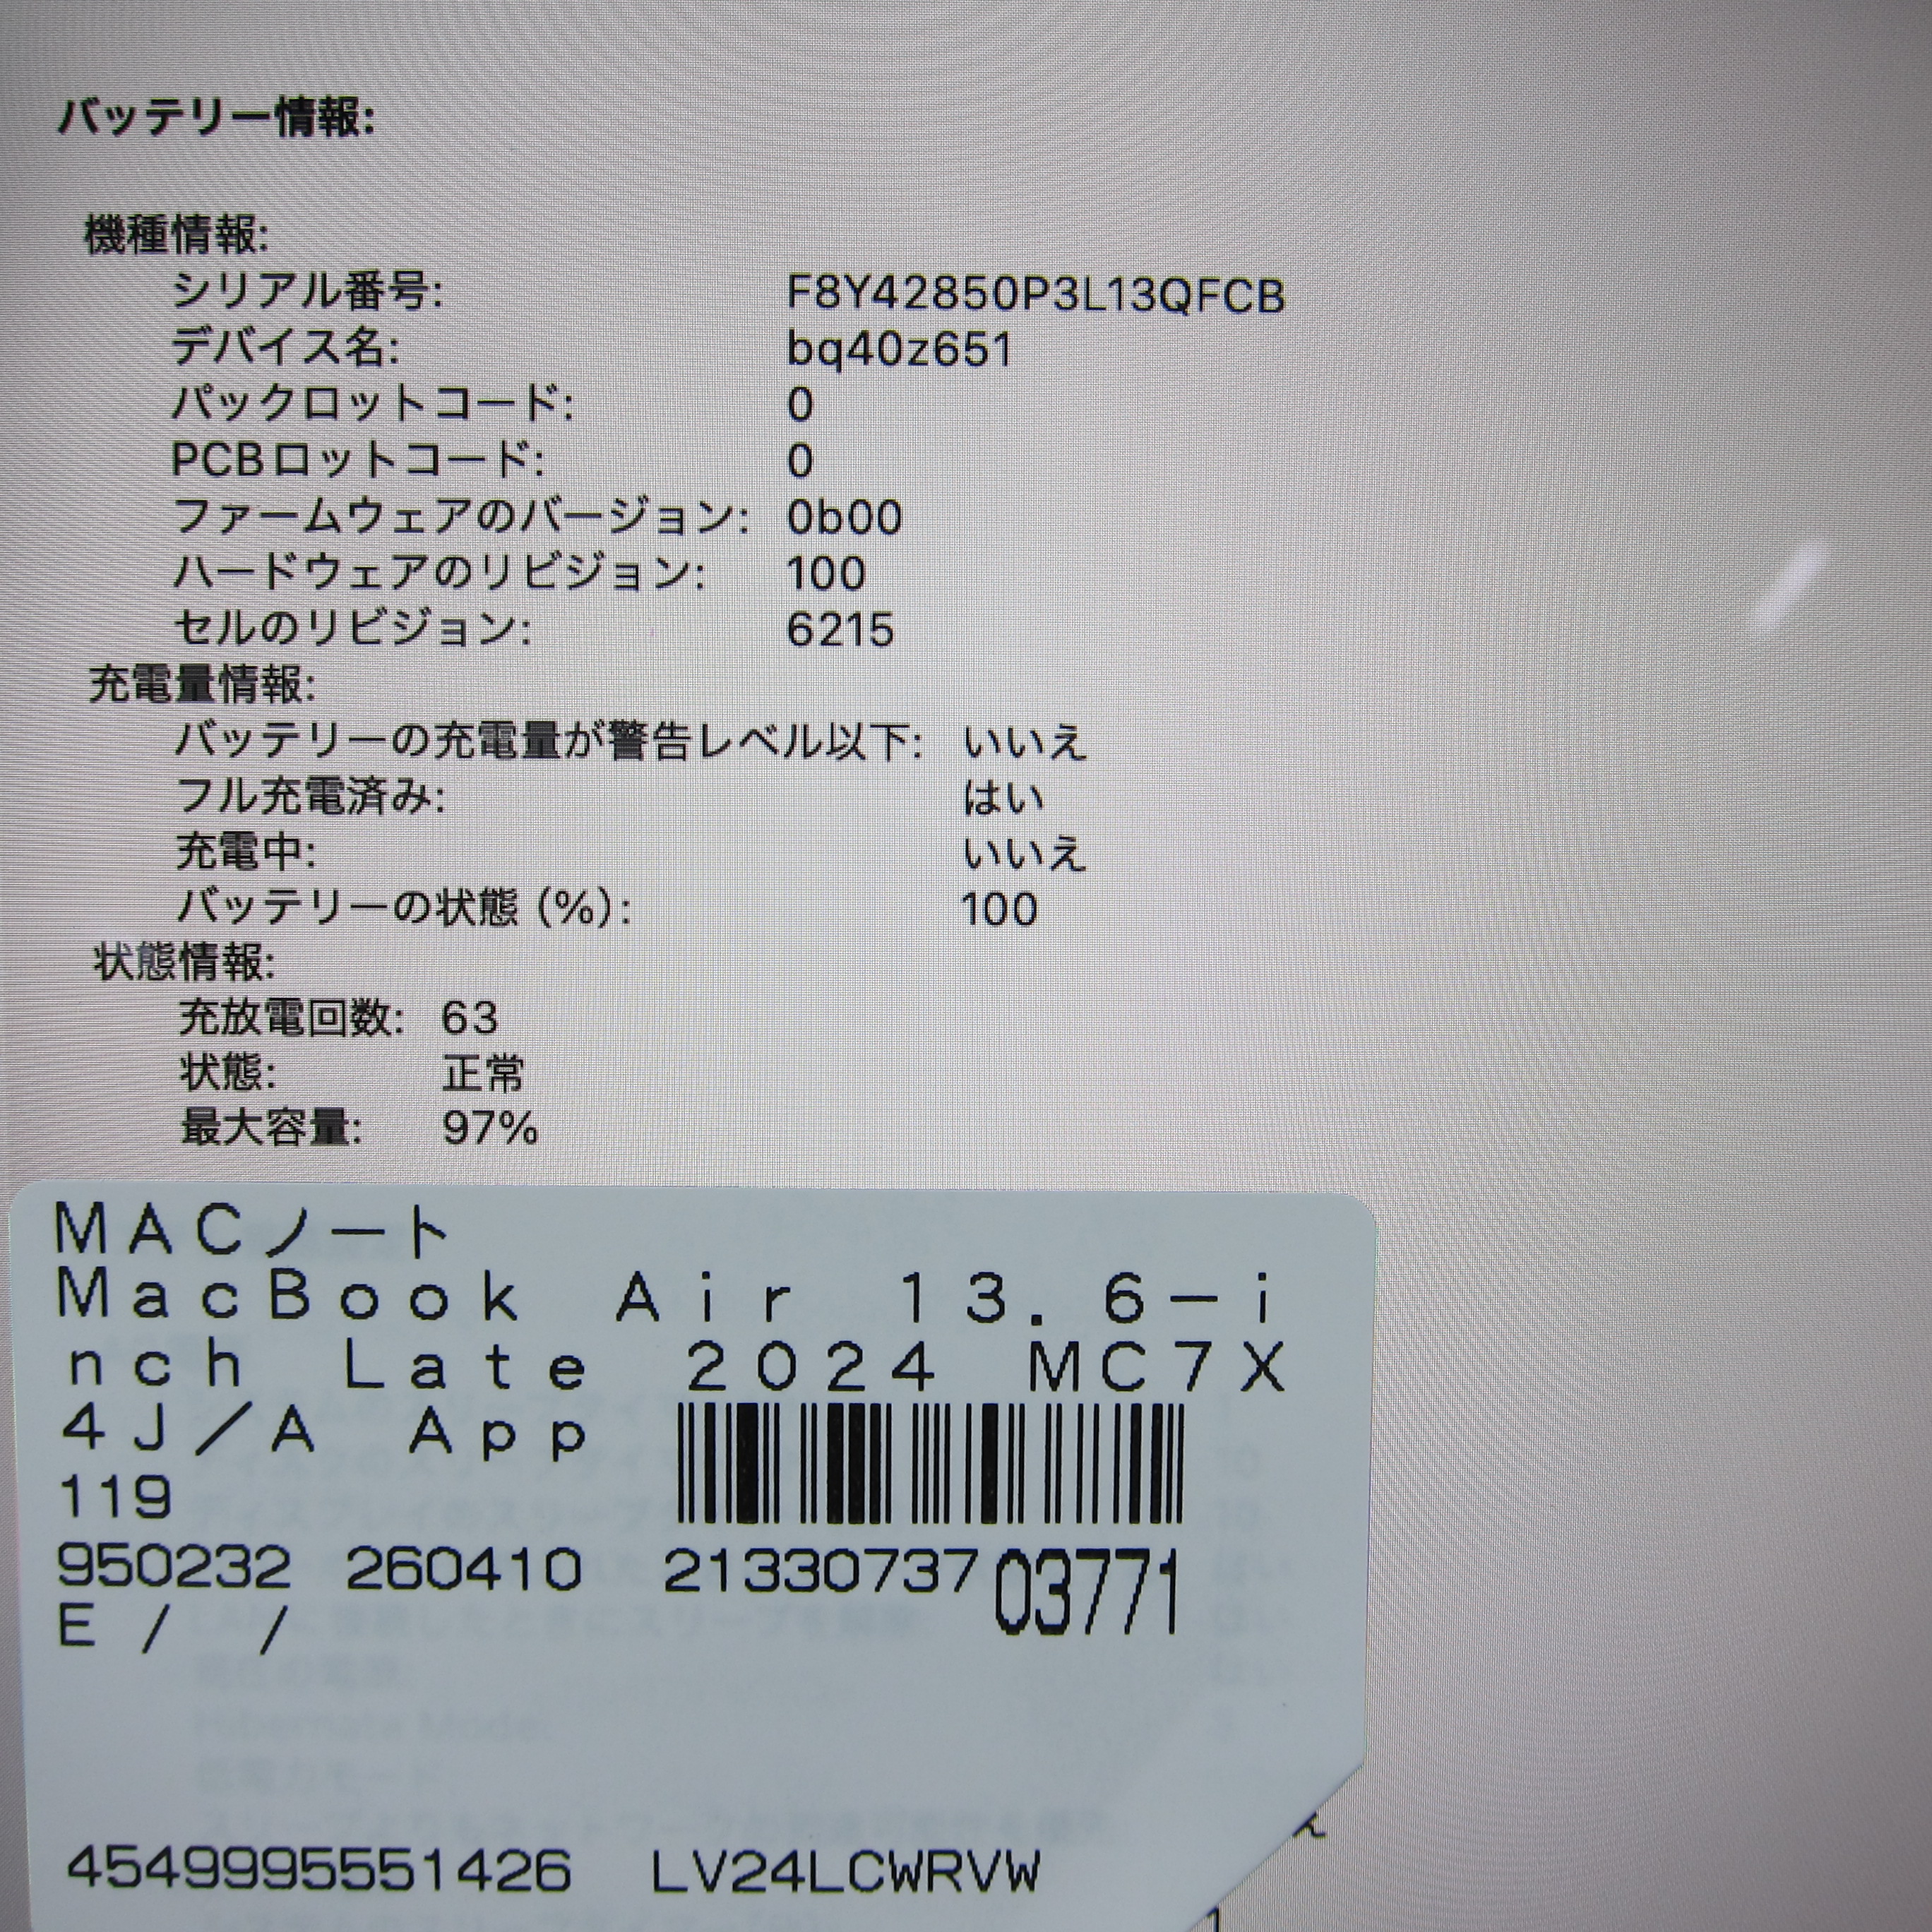 バッテリー情報:
機種情報:
シリアル番号: F8Y42850P3L13QFCB
デバイス名: bq40z651
パックロットコード: 0
PCBロットコード: 0
ファームウェアのバージョン: 0b00
ハードウェアのリビジョン: 100
セルのリビジョン: 6215
充電量情報:
バッテリーの充電量が警告レベル以下: いいえ
フル充電済み: はい
充電中: いいえ
バッテリーの状態 (%): 100
状態情報:
充放電回数: 63
状態: 正常
最大容量: 97%
MACノート
MacBook Air 13.6−i
nch Late 2024 MC7X
4J／A App
119
950232 260410 21330737 03771
E / /
4549995551426 LV24LCWRVW